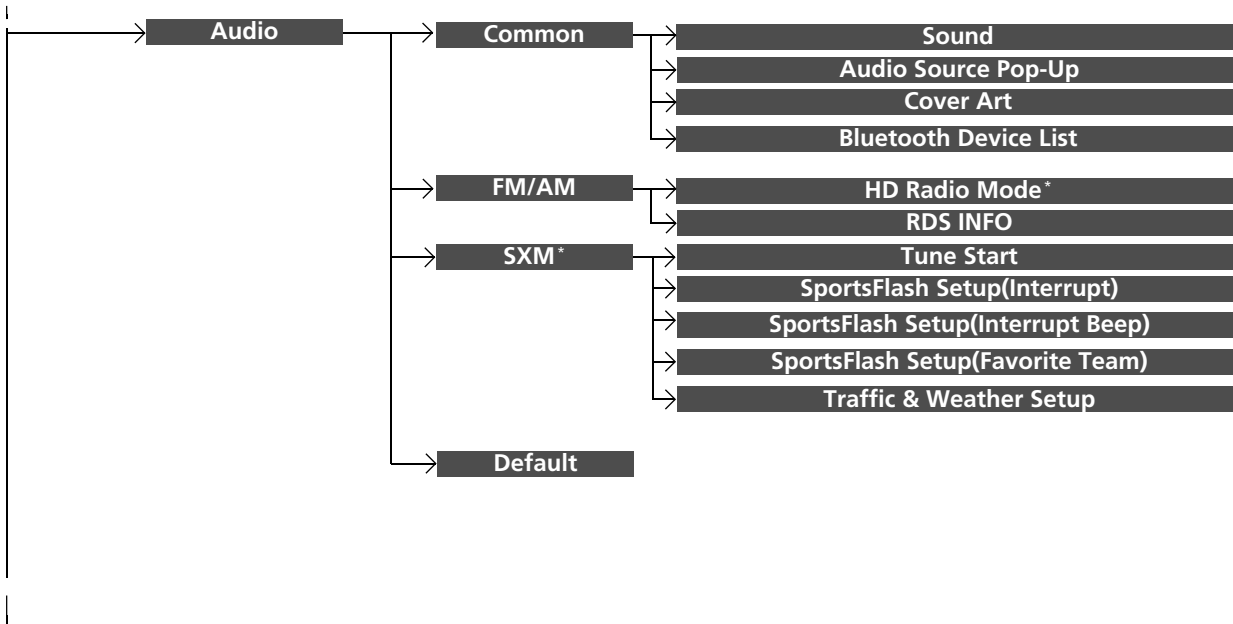 Audio
Common
Sound
Audio Source Pop-Up
Cover Art
Bluetooth Device List
FM/AM
HD Radio Mode*
RDS INFO
SXM*
Tune Start
SportsFlash Setup(Interrupt)
SportsFlash Setup(Interrupt Beep)
SportsFlash Setup(Favorite Team)
Traffic & Weather Setup
Default